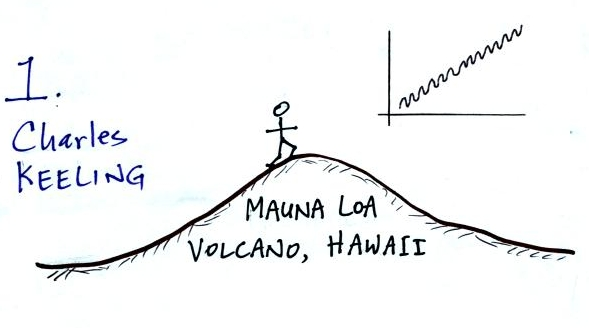 1.
Charles
KEELING
MAUNA LOA
VOLCANO, HAWAII